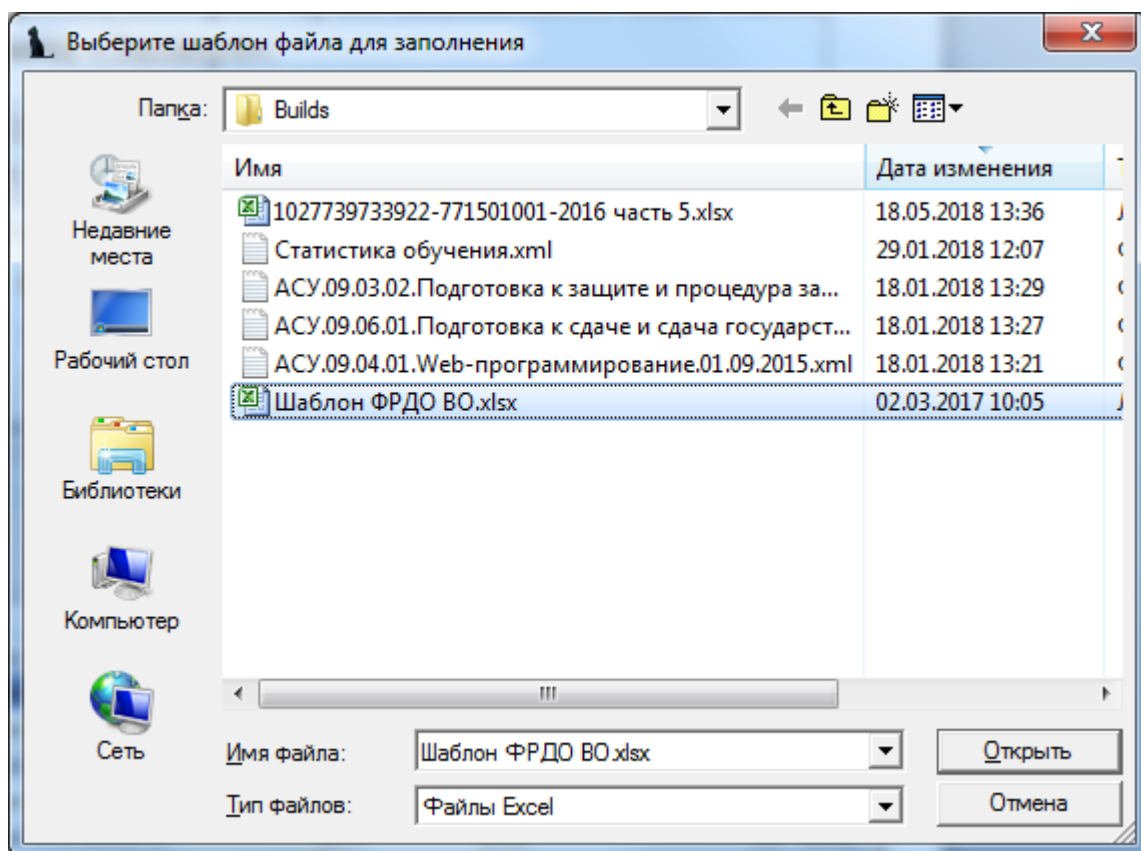 Выберите шаблон файла для заполнения
Папка:
Builds
Имя
Дата изменения
1027739733922-771501001-2016 часть 5.xlsx
18.05.2018 13:36
Статистика обучения.xml
29.01.2018 12:07
АСУ.09.03.02.Подготовка к защите и процедура за...
18.01.2018 13:29
АСУ.09.06.01.Подготовка к сдаче и сдача государст...
18.01.2018 13:27
АСУ.09.04.01.Web-программирование.01.09.2015.xml
18.01.2018 13:21
Шаблон ФРДО ВО.xlsx
02.03.2017 10:05
Недавние
места
Рабочий стол
Библиотеки
Компьютер
Сеть
Имя файла:
Шаблон ФРДО ВО.xlsx
Открыть
Тип файлов:
Файлы Excel
Отмена